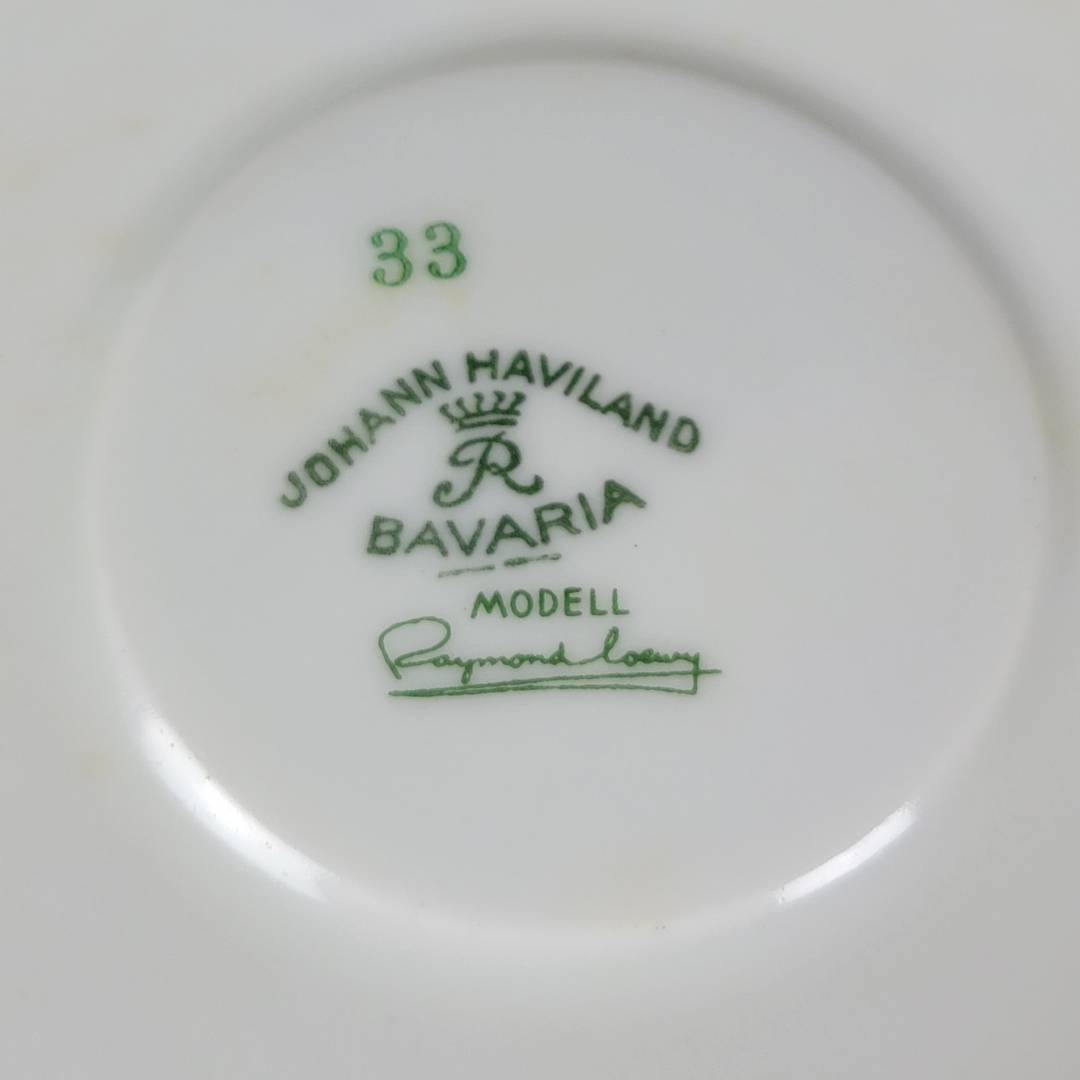 33
JOHANN HAVILAND
R
BAVARIA
MODELL
Raymond Loewy